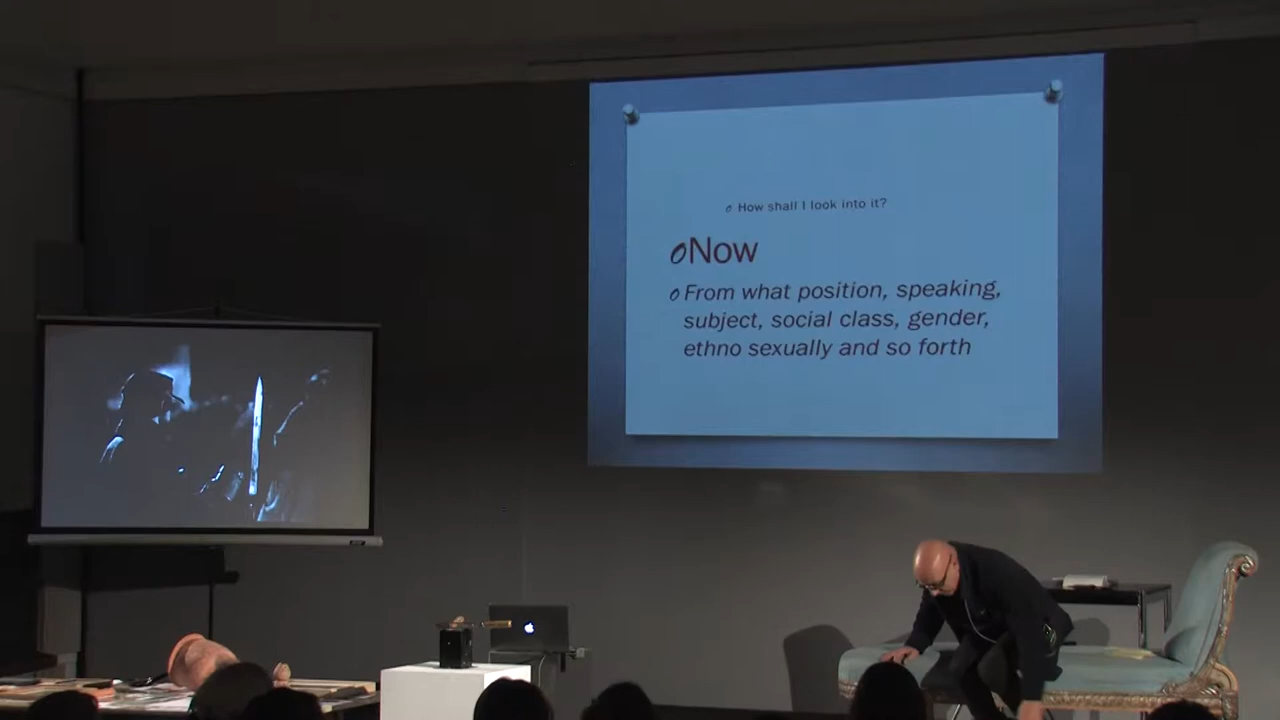 How shall I look into it?
Now
From what position, speaking,
subject, social class, gender,
ethno sexually and so forth